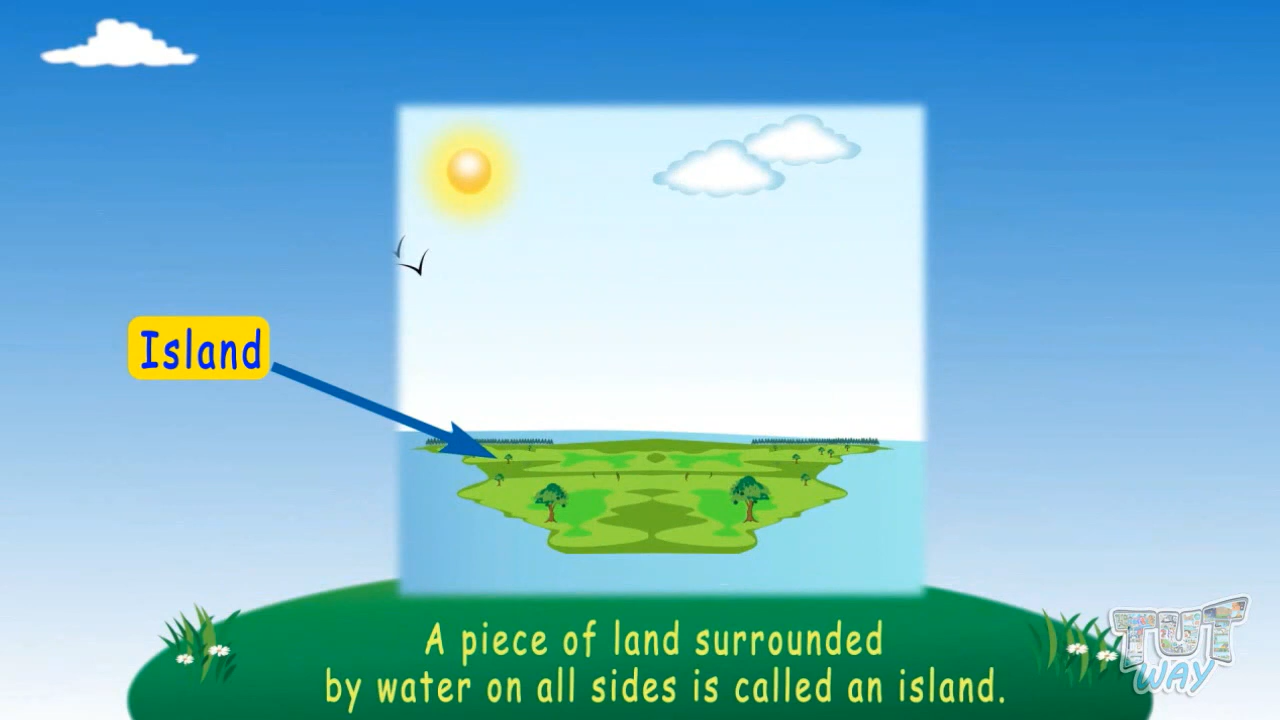 Island
A piece of land surrounded
by water on all sides is called an island.
TUT
WAY